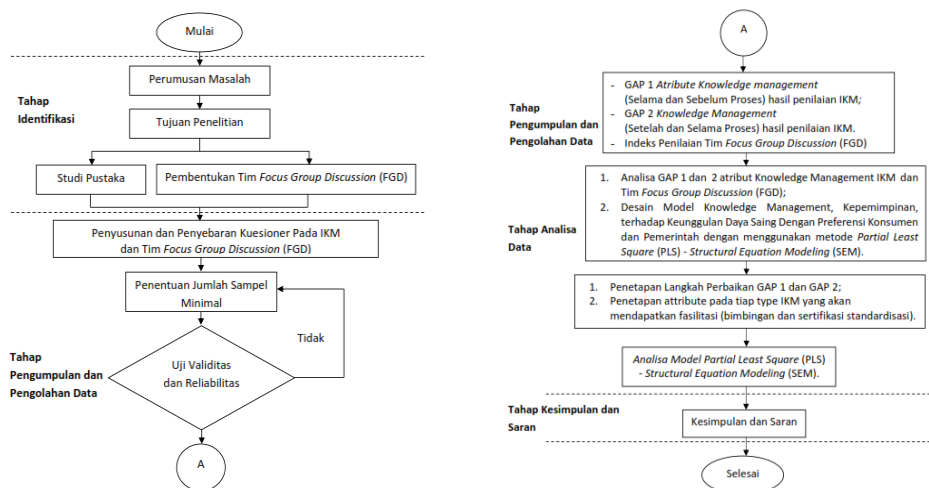 Mulai
Perumusan Masalah
Tahap
Identifikasi
Tujuan Penelitian
Studi Pustaka
Pembentukan Tim Focus Group Discussion (FGD)
Penyusunan dan Penyebaran Kuesioner Pada IKM
dan Tim Focus Group Discussion (FGD)
Penentuan Jumlah Sampel
Minimal
Tidak
Tahap
Pengumpulan dan
Pengolahan Data
Uji Validitas
dan Reliabilitas
A
A
Tahap
Pengumpulan dan
Pengolahan Data
- GAP 1 Atribute Knowledge management
(Selama dan Sebelum Proses) hasil penilaian IKM;
- GAP 2 Knowledge Management
(Setelah dan Selama Proses) hasil penilaian IKM.
- Indeks Penilaian Tim Focus Group Discussion (FGD)
Tahap Analisa
Data
1. Analisa GAP 1 dan 2 atribut Knowledge Management IKM dan
Tim Focus Group Discussion (FGD);
2. Desain Model Knowledge Management, Kepemimpinan,
terhadap Keunggulan Daya Saing Dengan Preferensi Konsumen
dan Pemerintah dengan menggunakan metode Partial Least
Square (PLS) - Structural Equation Modeling (SEM).
1. Penetapan Langkah Perbaikan GAP 1 dan GAP 2;
2. Penetapan attribute pada tiap type IKM yang akan
mendapatkan fasilitasi (bimbingan dan sertifikasi standardisasi).
Analisa Model Partial Least Square (PLS)
- Structural Equation Modeling (SEM).
Tahap Kesimpulan dan
Saran
Kesimpulan dan Saran
Selesai